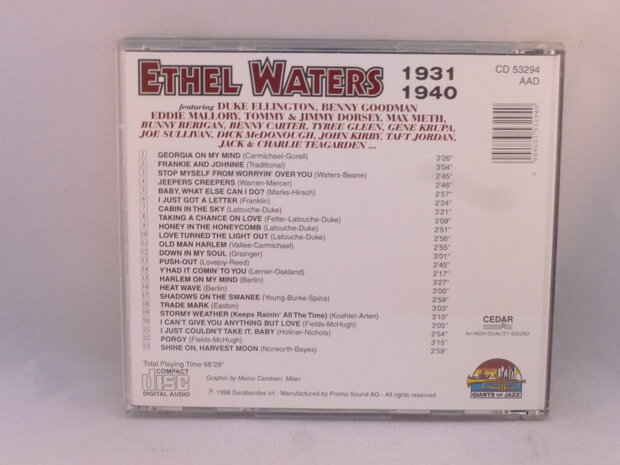 ETHEL WATERS 1931 1940
CD 53294
AAD
featuring DUKE ELLINGTON, BENNY GOODMAN
EDDIE MALLORY, TOMMY & JIMMY DORSEY, MAX METH,
BUNNY BERIGAN, BENNY CARTER, TYREE GLEEN, GENE KRUPA,
JOE SULLIVAN, DICK McDONOUGH, JOHN KIRBY, TAFT JORDAN,
JACK & CHARLIE TEAGARDEN ...
1 GEORGIA ON MY MIND (Carmichael-Gorell) 3'26"
2 FRANKIE AND JOHNNIE (Traditional) 3'04"
3 STOP MYSELF FROM WORRYIN' OVER YOU (Waters-Beane) 2'45"
4 JEEPERS CREEPERS (Warren-Mercer) 2'46"
5 BABY, WHAT ELSE CAN I DO? (Marks-Hirsch) 2'57"
6 I JUST GOT A LETTER (Franklin) 2'24"
7 CABIN IN THE SKY (Latouche-Duke) 3'21"
8 TAKING A CHANCE ON LOVE (Fetter-Latouche-Duke) 3'09"
9 HONEY IN THE HONEYCOMB (Latouche-Duke) 2'51"
10 LOVE TURNED THE LIGHT OUT (Latouche-Duke) 2'56"
11 OLD MAN HARLEM (Vallee-Carmichael) 2'55"
12 DOWN IN MY SOUL (Grainger) 3'01"
13 PUSH-OUT (Lovejoy-Reed) 2'45"
14 Y'HAD IT COMIN' TO YOU (Lerner-Oakland) 2'17"
15 HARLEM ON MY MIND (Berlin) 3'27"
16 HEAT WAVE (Berlin) 3'00"
17 SHADOWS ON THE SWANEE (Young-Burke-Spina) 2'59"
18 TRADE MARK (Easton) 3'03"
19 STORMY WEATHER (Keeps Rainin' All The Time) (Koehler-Arlen) 3'10"
20 I CAN'T GIVE YOU ANYTHING BUT LOVE (Fields-McHugh) 3'05"
21 I JUST COULDN'T TAKE IT, BABY (Holiner-Nichols) 2'54"
22 PORGY (Fields-McHugh) 3'15"
23 SHINE ON, HARVEST MOON (Norworth-Bayes) 2'59"
CEDAR
for HIGH QUALITY SOUND
Total Playing Time 68'29"
COMPACT
disc
DIGITAL AUDIO
Graphic by Marco Cambieri, Milan
℗ 1998 Sarabandas srl - Manufactured by Promo Sound AG - All rights reserved.
GIANTS OF JAZZ